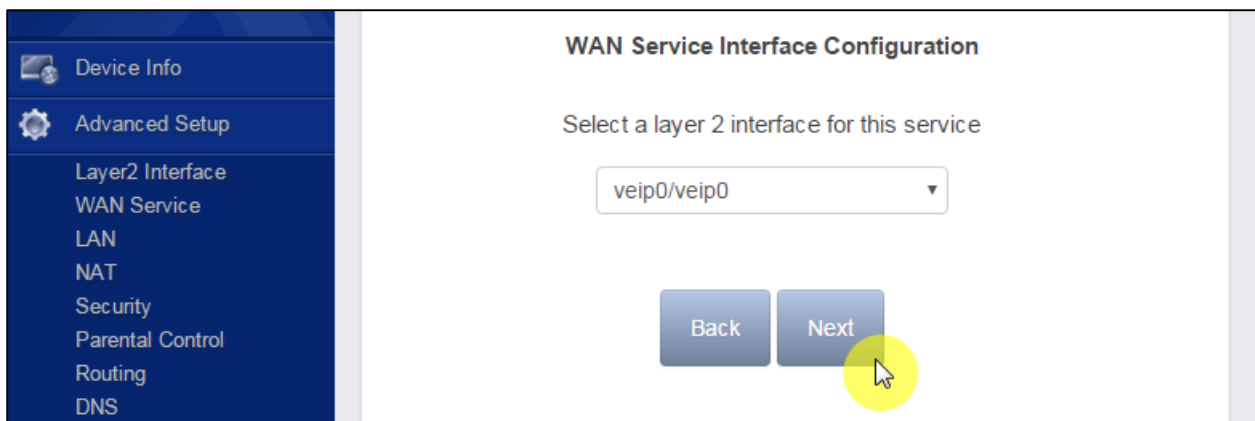 Device Info
Advanced Setup
Layer2 Interface
WAN Service
LAN
NAT
Security
Parental Control
Routing
DNS
WAN Service Interface Configuration
Select a layer 2 interface for this service
veip0/veip0
Back
Next